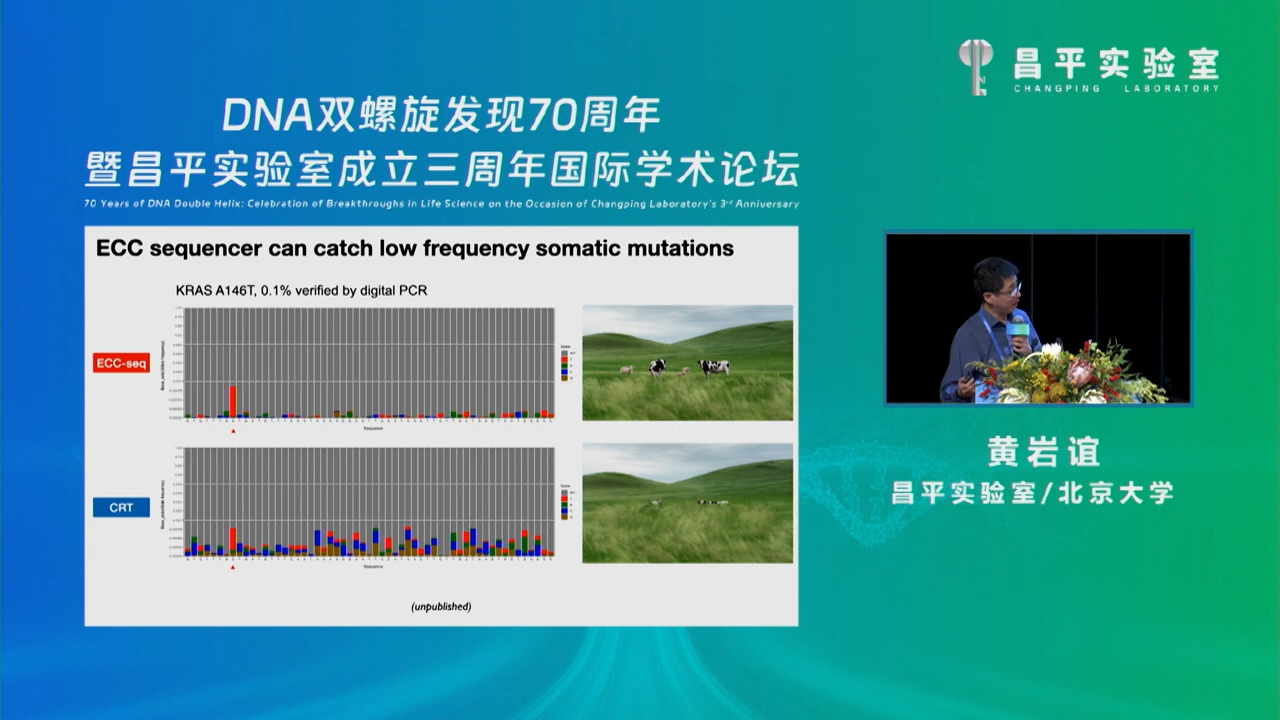 昌平实验室
CHANGPING LABORATORY
DNA双螺旋发现70周年
暨昌平实验室成立三周年国际学术论坛
70 Years of DNA Double Helix: Celebration of Breakthroughs in Life Science on the Occasion of Changping Laboratory's 3rd Anniversary
ECC sequencer can catch low frequency somatic mutations
KRAS A146T, 0.1% verified by digital PCR
ECC-seq
Sequence
CRT
Sequence
(unpublished)
黄岩谊
昌平实验室/北京大学